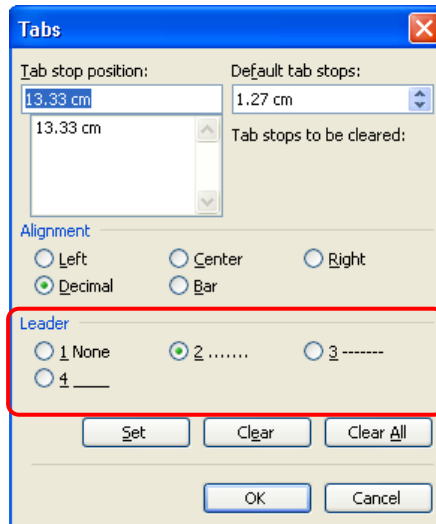 Tabs
Tab stop position: Default tab stops:
13.33 cm 1.27 cm
13.33 cm Tab stops to be cleared:
Alignment
Left Center Right
Decimal Bar
Leader
1 None 2 ....... 3 -------
4 ____
Set Clear Clear All
OK Cancel